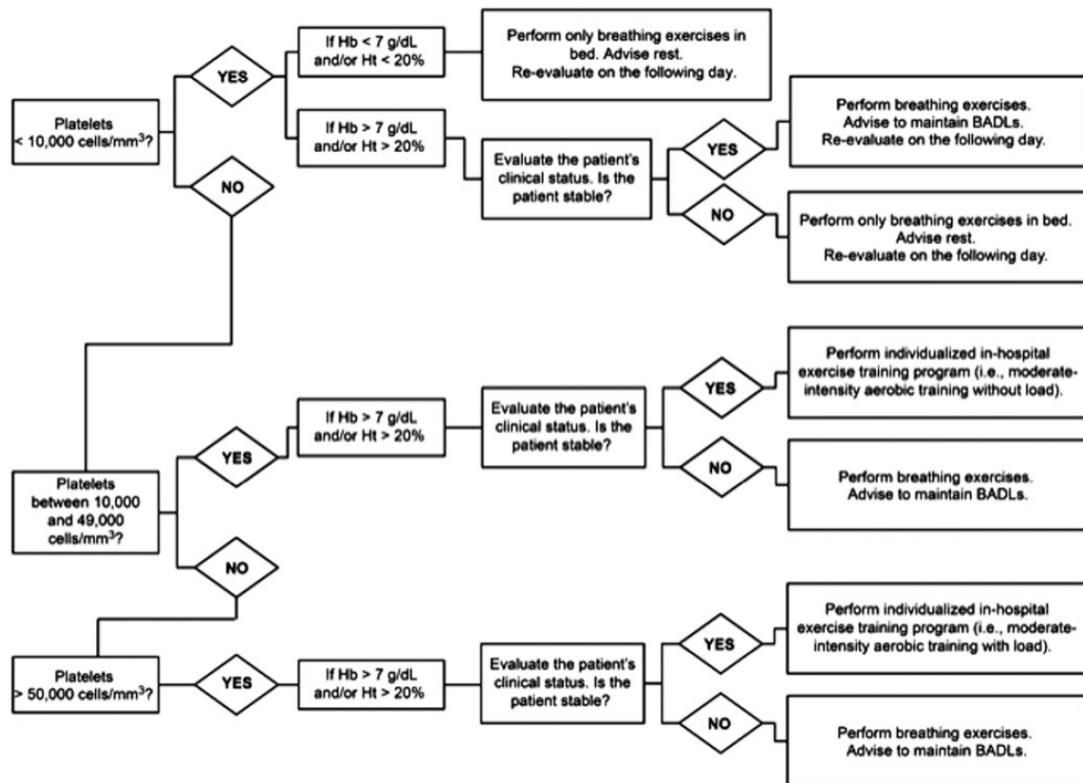 If Hb < 7 g/dL
and/or Ht < 20%
Perform only breathing exercises in
bed. Advise rest.
Re-evaluate on the following day.
YES
Platelets
< 10,000 cells/mm³?
If Hb > 7 g/dL
and/or Ht > 20%
Evaluate the patient's
clinical status. Is the
patient stable?
YES
Perform breathing exercises.
Advise to maintain BADLs.
Re-evaluate on the following day.
NO
NO
Perform only breathing exercises in bed.
Advise rest.
Re-evaluate on the following day.
Platelets
between 10,000
and 49,000
cells/mm³?
YES
If Hb > 7 g/dL
and/or Ht > 20%
Evaluate the patient's
clinical status. Is the
patient stable?
YES
Perform individualized in-hospital
exercise training program (i.e., moderate-
intensity aerobic training without load).
NO
Perform breathing exercises.
Advise to maintain BADLs.
NO
Platelets
> 50,000 cells/mm³?
YES
If Hb > 7 g/dL
and/or Ht > 20%
Evaluate the patient's
clinical status. Is the
patient stable?
YES
Perform individualized in-hospital
exercise training program (i.e., moderate-
intensity aerobic training with load).
NO
Perform breathing exercises.
Advise to maintain BADLs.